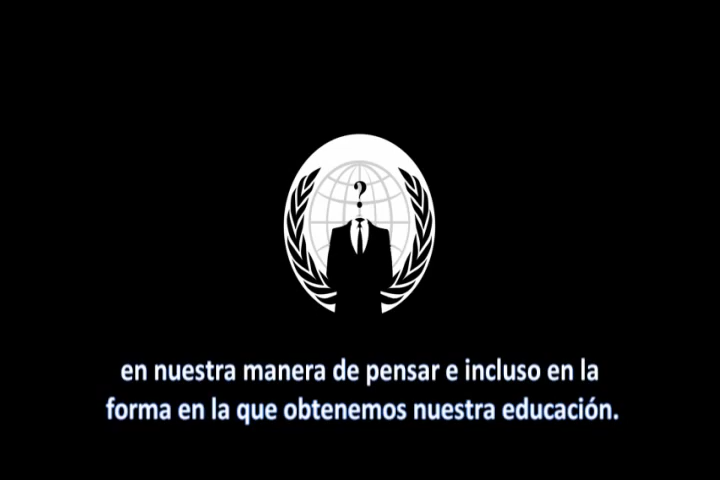 ?
en nuestra manera de pensar e incluso en la
forma en la que obtenemos nuestra educación.